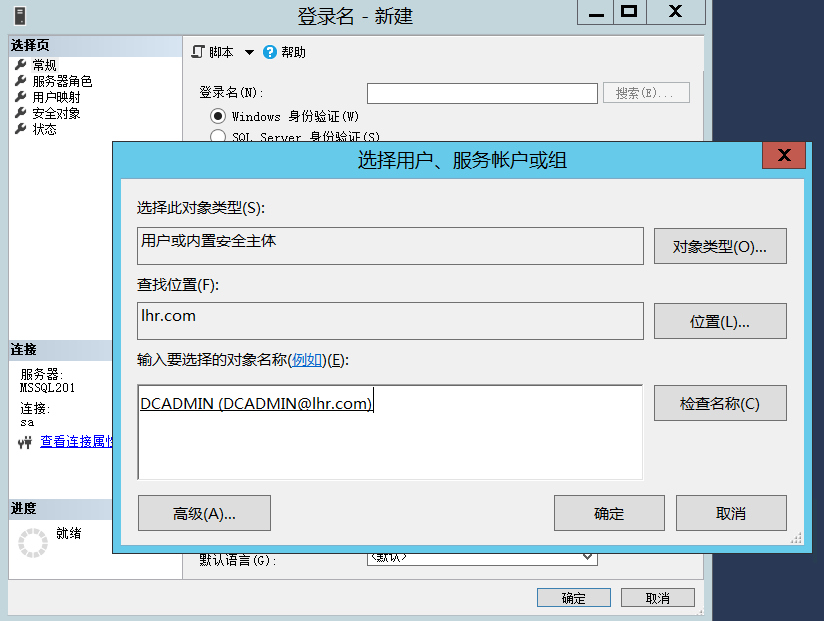 登录名 - 新建
选择页
常规
服务器角色
用户映射
安全对象
状态
脚本
帮助
登录名(N):
搜索(E)...
Windows 身份验证(W)
SQL Server 身份验证(S)
选择用户、服务帐户或组
选择此对象类型(S):
用户或内置安全主体
对象类型(O)...
查找位置(F):
lhr.com
位置(L)...
输入要选择的对象名称(例如)(E):
DCADMIN (DCADMIN@lhr.com)
检查名称(C)
高级(A)...
确定
取消
连接
服务器:
MSSQL201
连接:
sa
查看连接属性
进度
就绪
默认语言(G):
<默认>
确定
取消